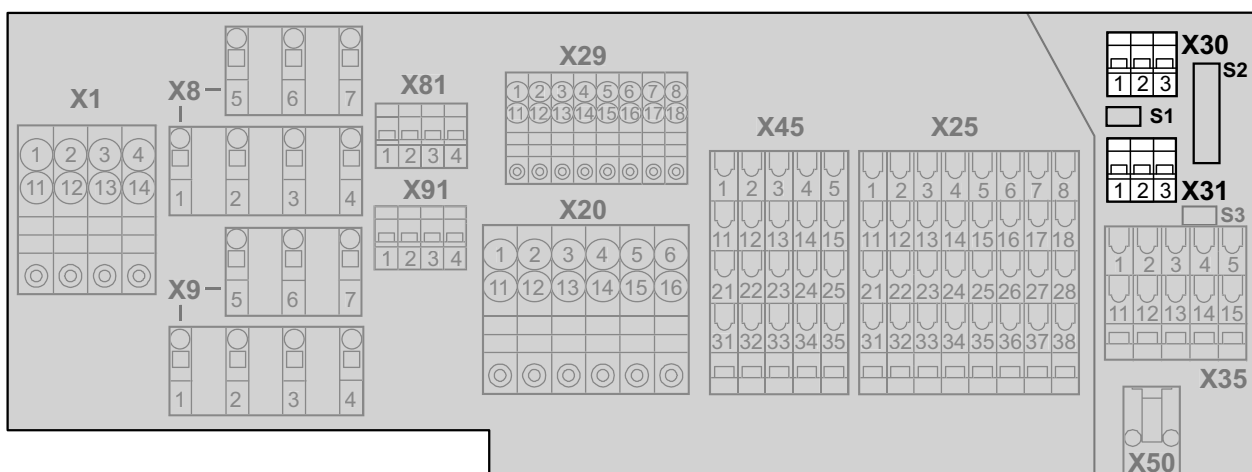 X1
1 2 3 4
11 12 13 14
X8
5 6 7
1 2 3 4
X9
5 6 7
1 2 3 4
X81
1 2 3 4
X91
1 2 3 4
X29
1 2 3 4 5 6 7 8
11 12 13 14 15 16 17 18
X20
1 2 3 4 5 6
11 12 13 14 15 16
X45
1 2 3 4 5
11 12 13 14 15
21 22 23 24 25
31 32 33 34 35
X25
1 2 3 4 5 6 7 8
11 12 13 14 15 16 17 18
21 22 23 24 25 26 27 28
31 32 33 34 35 36 37 38
X30
1 2 3
S2
S1
1 2 3
X31
S3
1 2 3 4 5
11 12 13 14 15
X35
X50